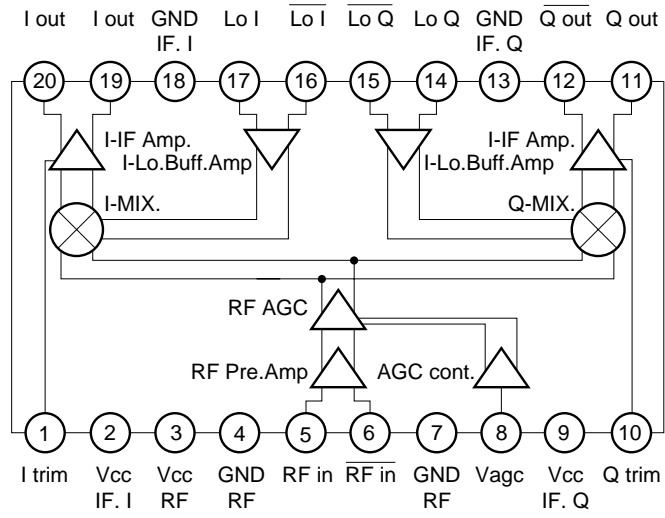 I out I out GND Lo I Lo I Lo Q Lo Q GND Q out Q out
IF. I IF. Q
20 19 18 17 16 15 14 13 12 11
I-IF Amp. I-IF Amp.
I-Lo.Buff.Amp I-Lo.Buff.Amp
I-MIX. Q-MIX.
RF AGC
RF Pre.Amp AGC cont.
1 2 3 4 5 6 7 8 9 10
I trim Vcc Vcc GND RF in RF in GND Vagc Vcc Q trim
IF. I RF RF RF IF. Q